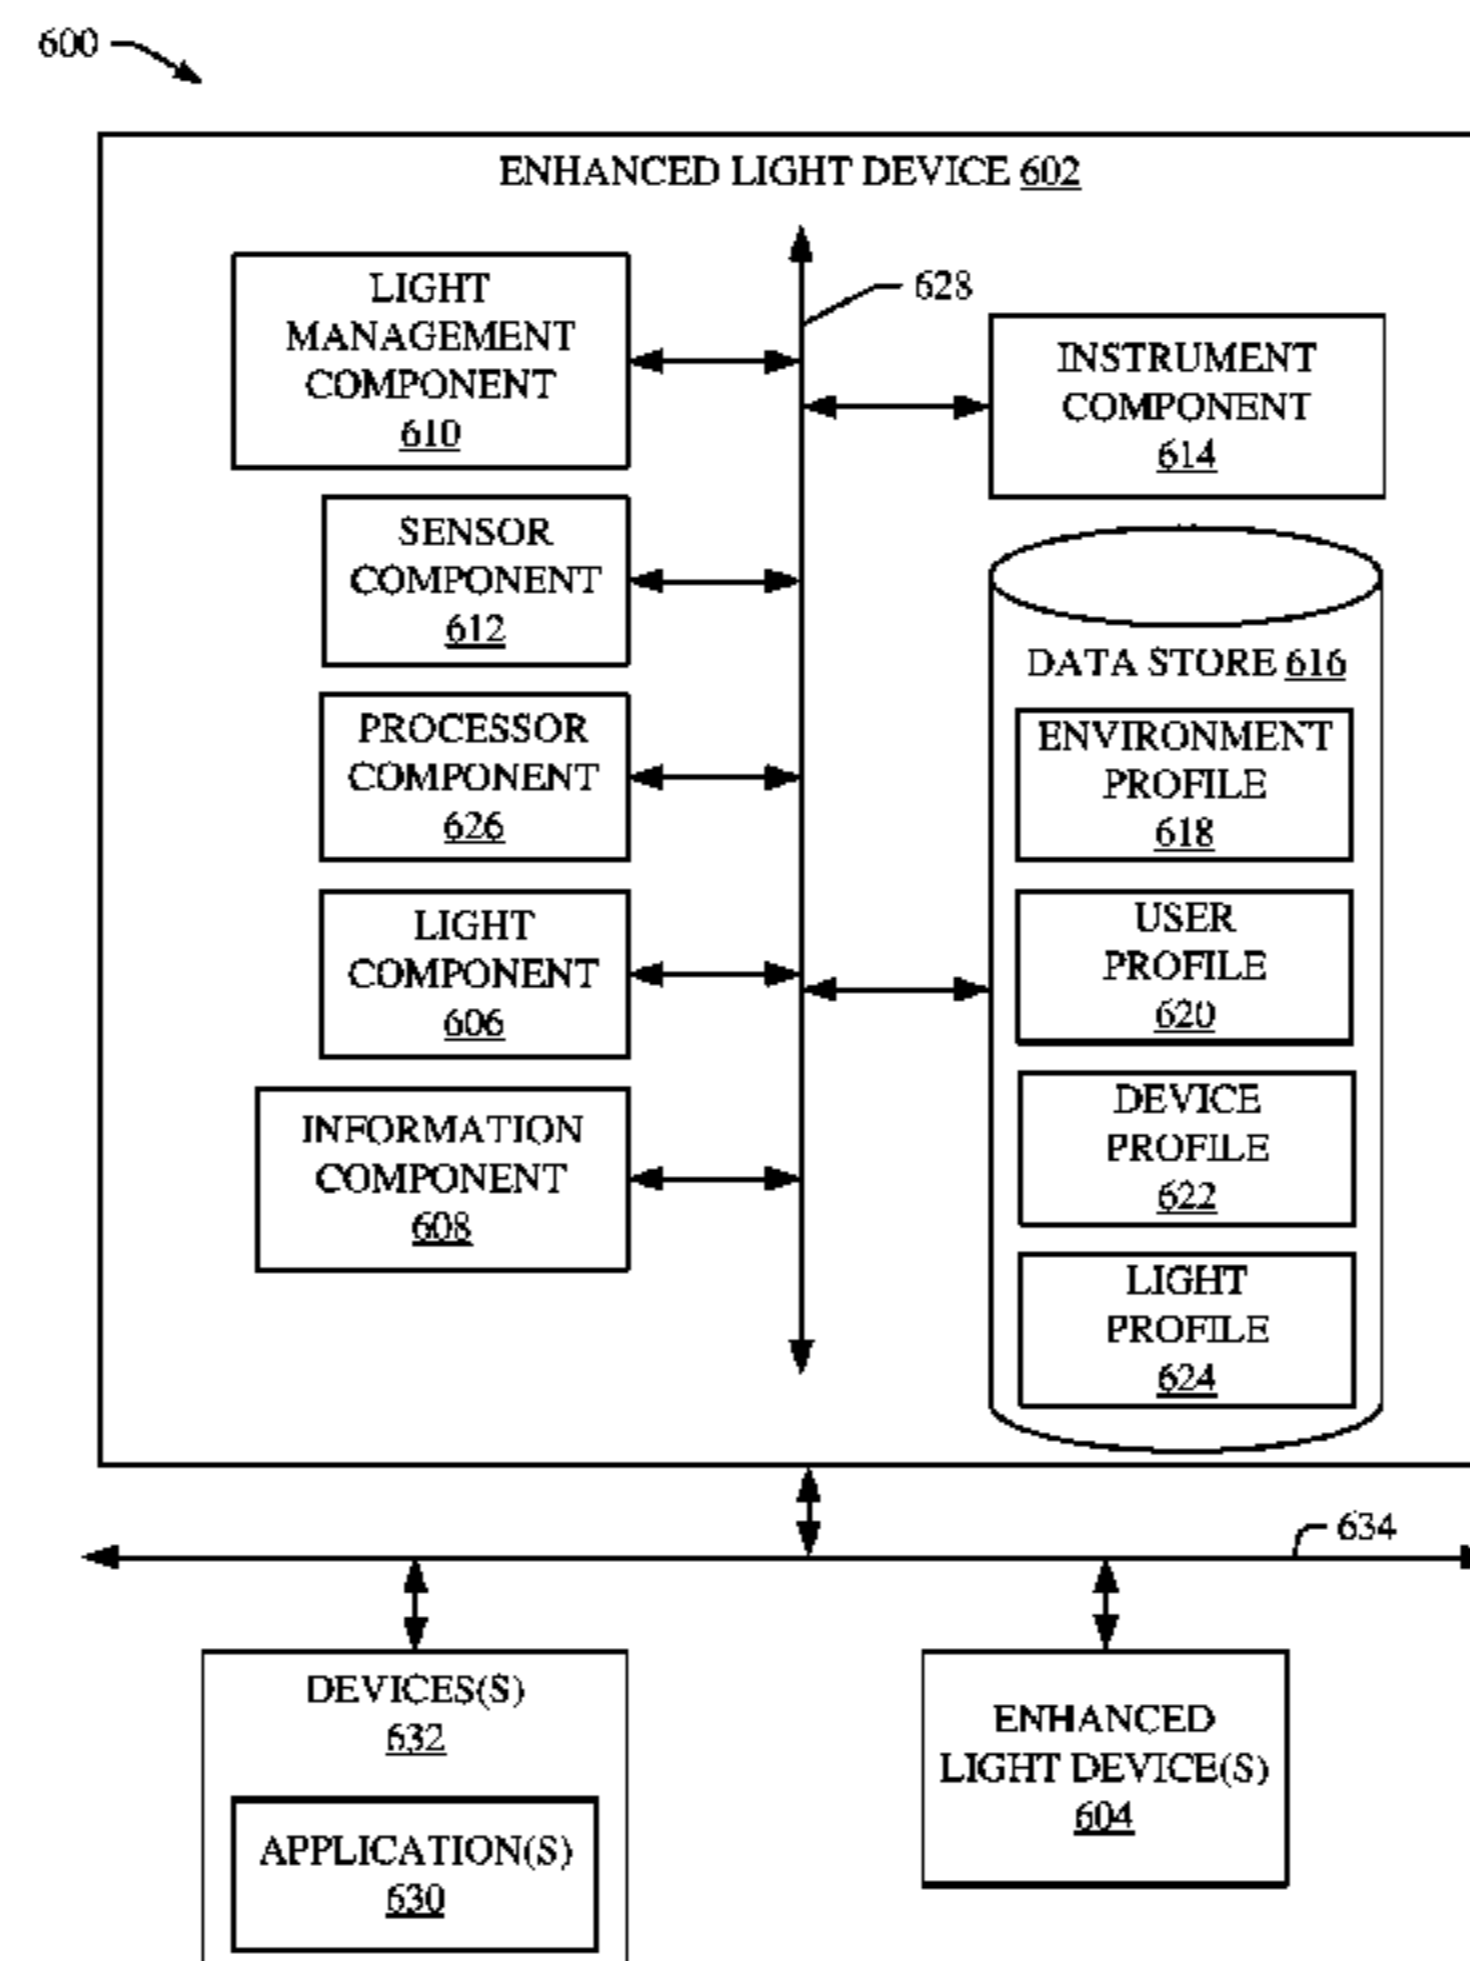 600
ENHANCED LIGHT DEVICE 602
628
LIGHT
MANAGEMENT
COMPONENT
610
INSTRUMENT
COMPONENT
614
SENSOR
COMPONENT
612
PROCESSOR
COMPONENT
626
LIGHT
COMPONENT
606
INFORMATION
COMPONENT
608
DATA STORE 616
ENVIRONMENT
PROFILE
618
USER
PROFILE
620
DEVICE
PROFILE
622
LIGHT
PROFILE
624
634
DEVICES(S)
632
APPLICATION(S)
630
ENHANCED
LIGHT DEVICE(S)
604